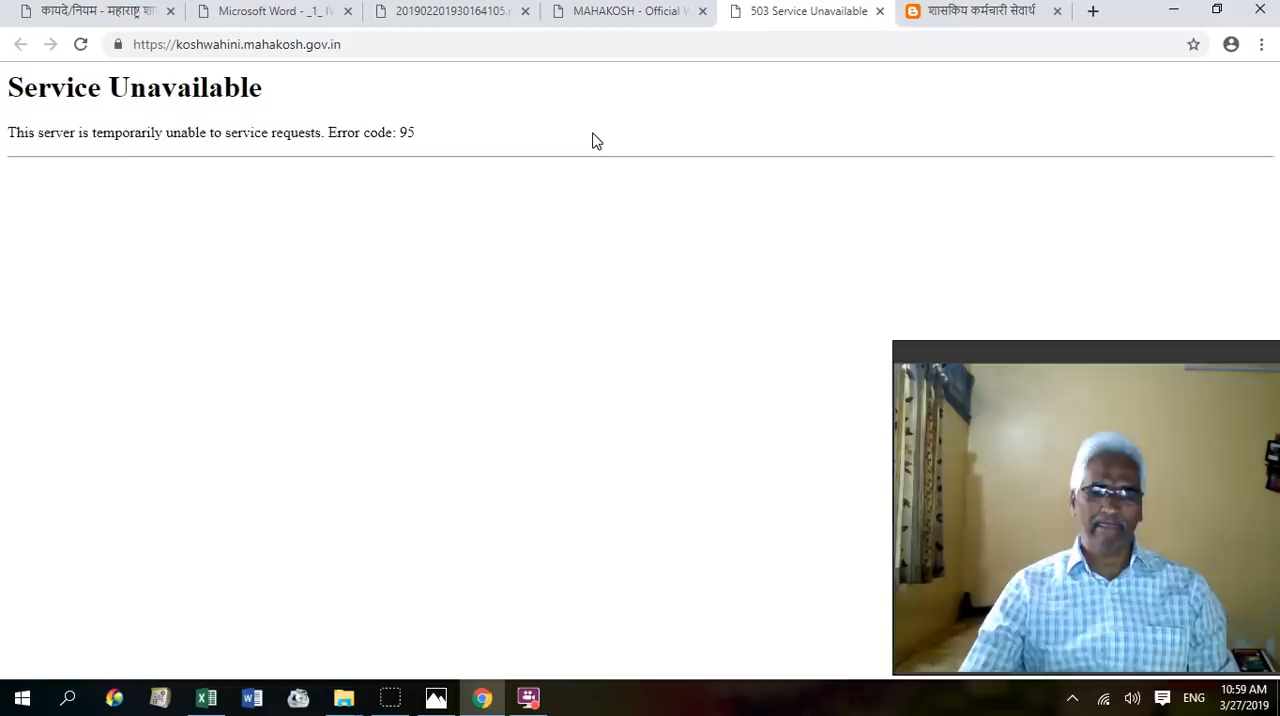 कायदे/नियम - महाराष्ट्र शा
Microsoft Word - _1_ IV
201902201930164105.p
MAHAKOSH - Official W
503 Service Unavailable
शासकिय कर्मचारी सेवार्थ
https://koshwahini.mahakosh.gov.in
Service Unavailable
This server is temporarily unable to service requests. Error code: 95
ENG
10:59 AM
3/27/2019